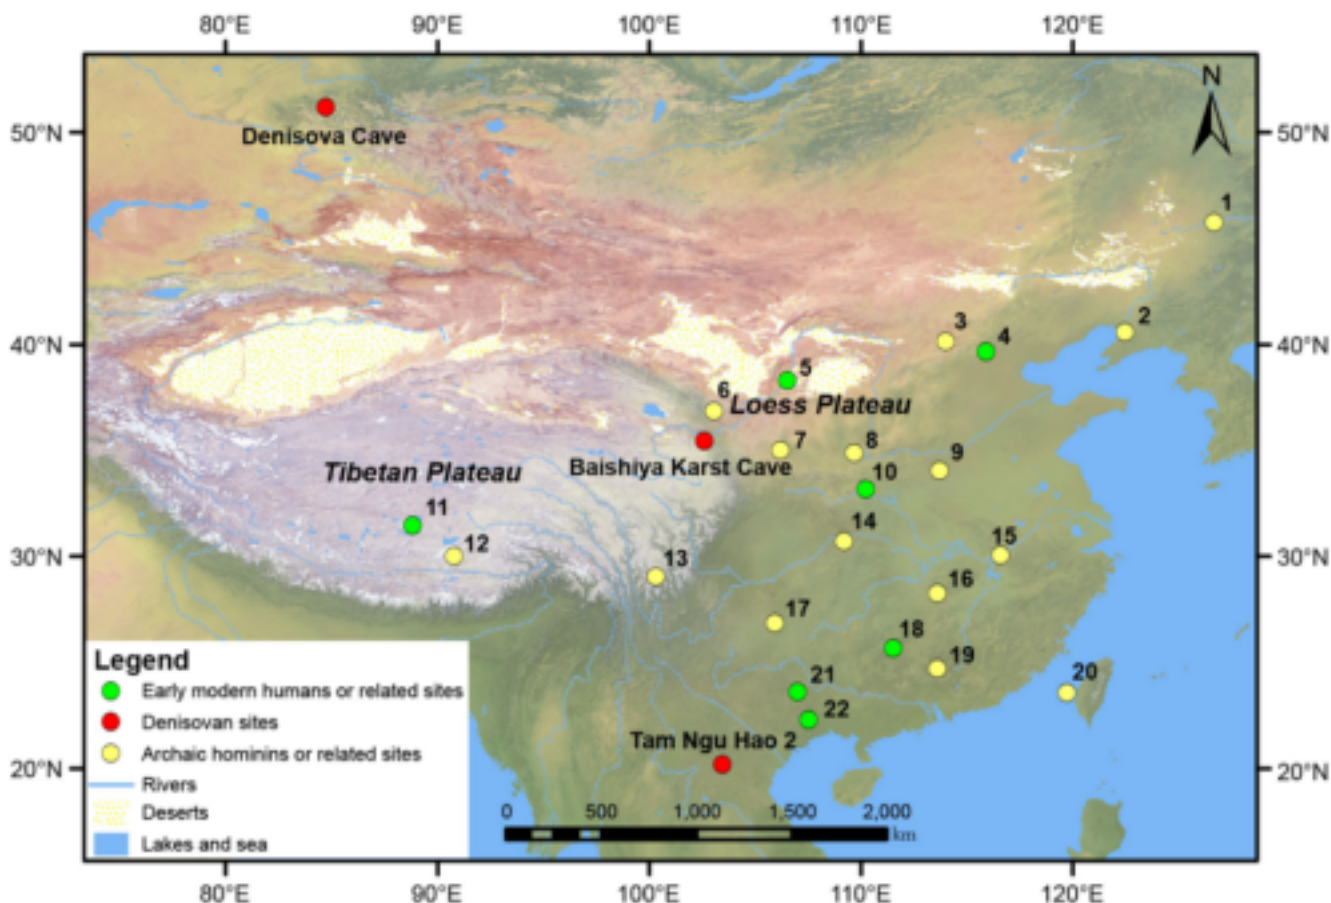 80°E 90°E 100°E 110°E 120°E
N
50°N 50°N
Denisova Cave
1
2
3
4
40°N 40°N
5
6
Loess Plateau
7
8
9
Baishiya Karst Cave
10
Tibetan Plateau
11
12
13
14
15
30°N 30°N
16
17
18
19
20
21
22
Tam Ngu Hao 2
20°N 20°N
0 500 1,000 1,500 2,000
km
Legend
Early modern humans or related sites
Denisovan sites
Archaic hominins or related sites
Rivers
Deserts
Lakes and sea
80°E 90°E 100°E 110°E 120°E